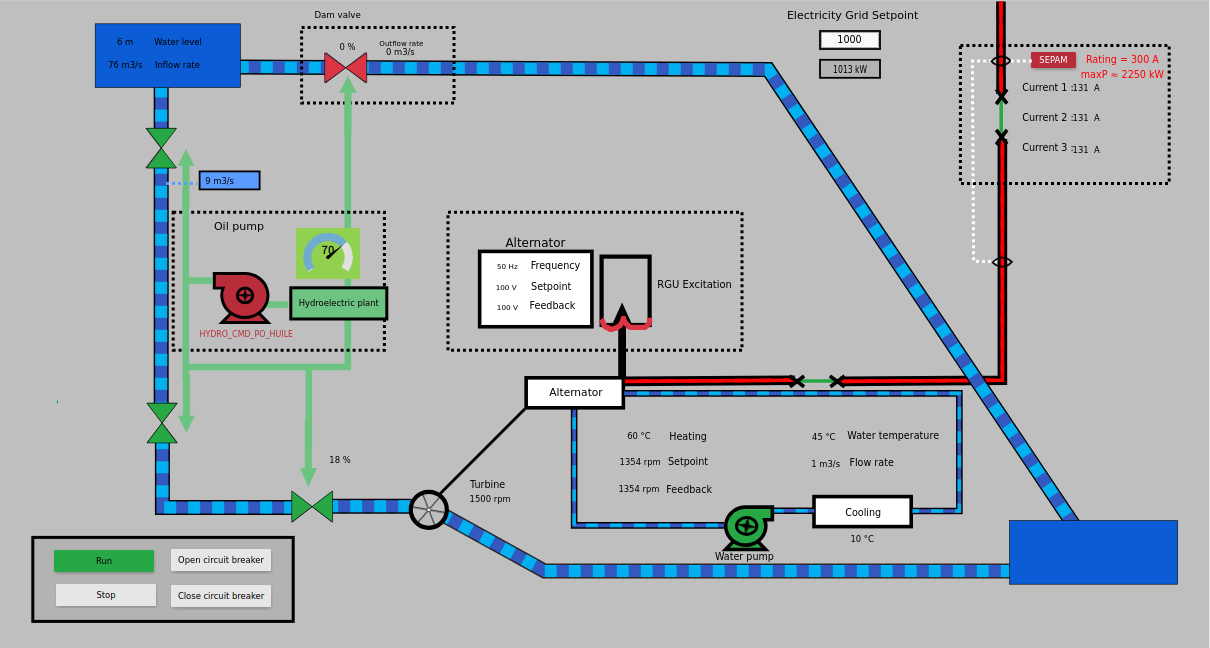 Dam valve
0 %
Outflow rate
0 m3/s
6 m Water level
76 m3/s Inflow rate
Electricity Grid Setpoint
1000
1013 kW
SEPAM
Rating = 300 A
maxP ≈ 2250 kW
Current 1 :131 A
Current 2 :131 A
Current 3 :131 A
9 m3/s
Oil pump
70
Hydroelectric plant
HYDRO_CMD_PO_HUILE
Alternator
50 Hz Frequency
100 V Setpoint
100 V Feedback
RGU Excitation
Alternator
60 °C Heating
1354 rpm Setpoint
1354 rpm Feedback
45 °C Water temperature
1 m3/s Flow rate
Cooling
10 °C
Water pump
18 %
Turbine
1500 rpm
Run
Open circuit breaker
Stop
Close circuit breaker